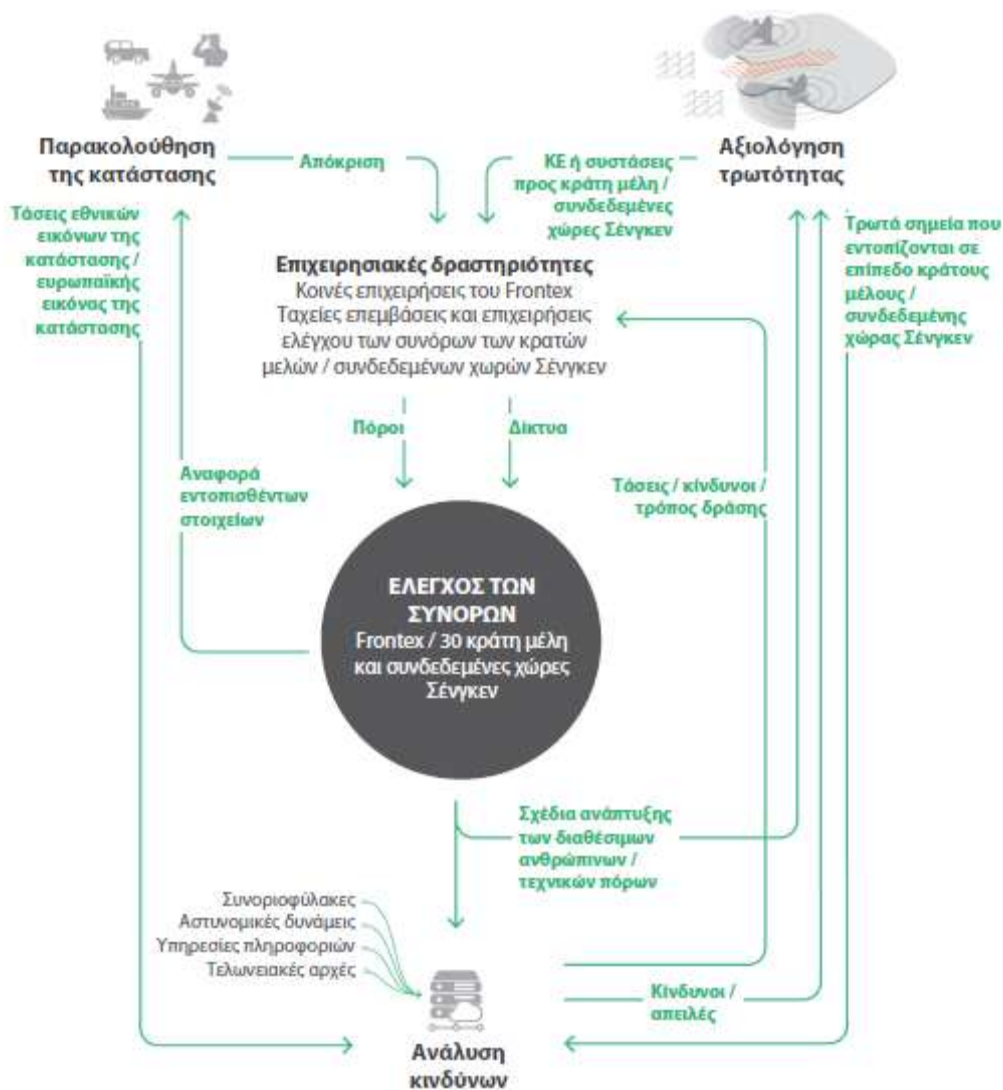 Παρακολούθηση
της κατάστασης
Απόκριση
ΚΕ ή συστάσεις
προς κράτη μέλη /
συνδεδεμένες
χώρες Σένγκεν
Αξιολόγηση
τρωτότητας
Τάσεις εθνικών
εικόνων της
κατάστασης /
ευρωπαϊκής
εικόνας της
κατάστασης
Τρωτά σημεία που
εντοπίζονται σε
επίπεδο κράτους
μέλους /
συνδεδεμένης
χώρας Σένγκεν
Επιχειρησιακές δραστηριότητες
Κοινές επιχειρήσεις του Frontex
Ταχείες επεμβάσεις και επιχειρήσεις
ελέγχου των συνόρων των κρατών
μελών / συνδεδεμένων χωρών Σένγκεν
Πόροι
Δίκτυα
Αναφορά
εντοπισθέντων
στοιχείων
Τάσεις / κίνδυνοι /
τρόπος δράσης
ΕΛΕΓΧΟΣ ΤΩΝ
ΣΥΝΟΡΩΝ
Frontex / 30 κράτη μέλη
και συνδεδεμένες χώρες
Σένγκεν
Σχέδια ανάπτυξης
των διαθέσιμων
ανθρώπινων /
τεχνικών πόρων
Συνοριοφύλακες
Αστυνομικές δυνάμεις
Υπηρεσίες πληροφοριών
Τελωνειακές αρχές
Κίνδυνοι /
απειλές
Ανάλυση
κινδύνων